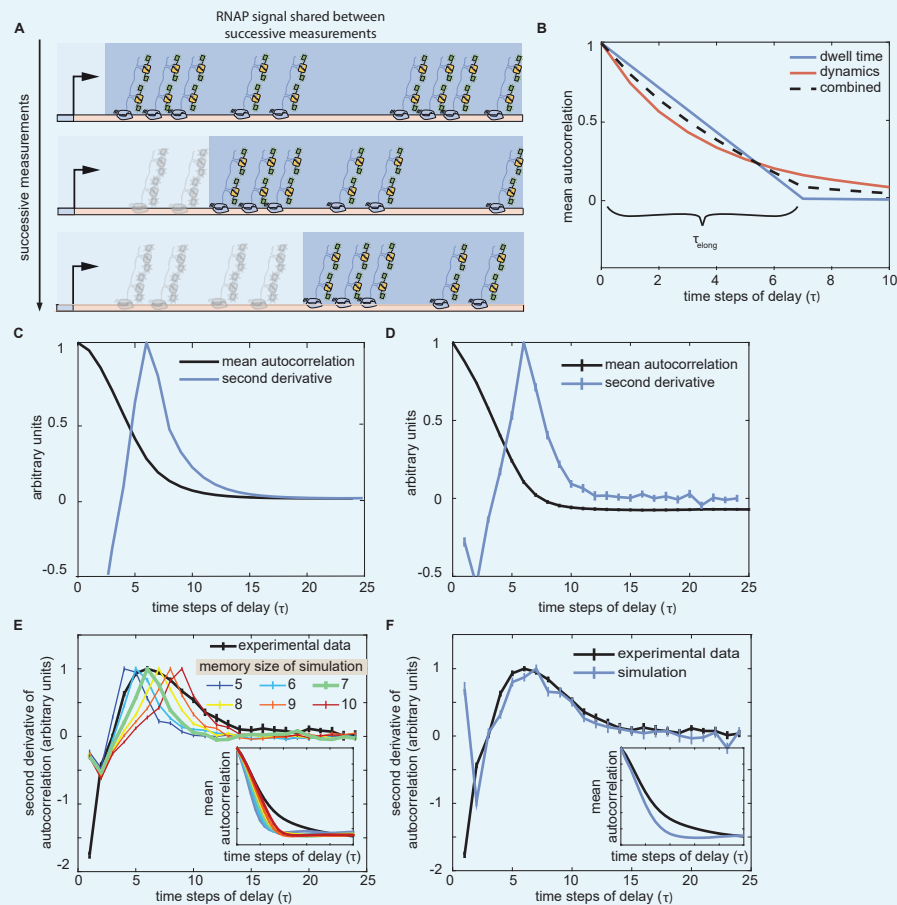 A
RNAP signal shared between
successive measurements
successive measurements
B
mean autocorrelation
1
0.5
0
dwell time
dynamics
combined
τelong
0 2 4 6 8 10
time steps of delay (τ)
C
arbitrary units
1
0.5
0
-0.5
mean autocorrelation
second derivative
0 5 10 15 20 25
time steps of delay (τ)
D
arbitrary units
1
0.5
0
-0.5
mean autocorrelation
second derivative
0 5 10 15 20 25
time steps of delay (τ)
E
second derivative of
autocorrelation (arbitrary units)
1
0
-1
-2
experimental data
memory size of simulation
5 6 7
8 9 10
mean
autocorrelation
time steps of delay (τ)
0 5 10 15 20 25
time steps of delay (τ)
F
second derivative of
autocorrelation (arbitrary units)
1
0
-1
-2
experimental data
simulation
mean
autocorrelation
time steps of delay (τ)
0 5 10 15 20 25
time steps of delay (τ)